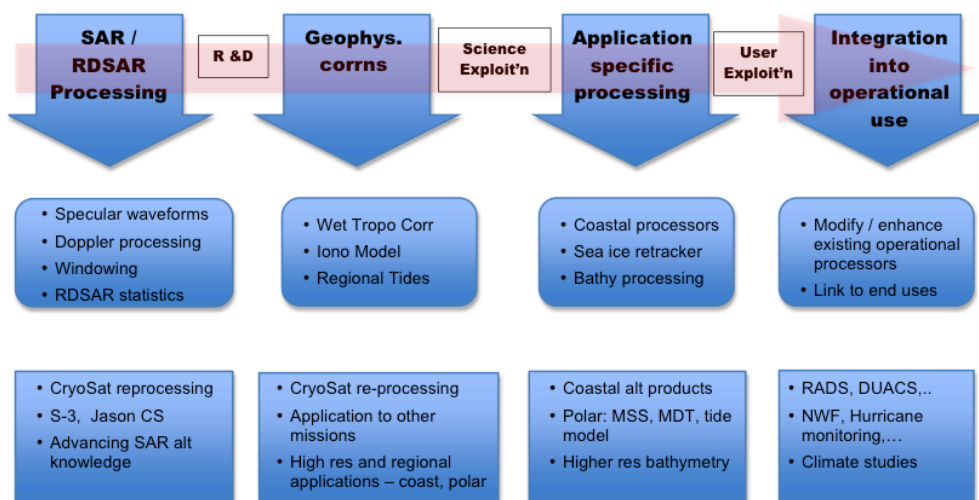 SAR /
RDSAR
Processing
R &D
Geophys.
corrns
Science
Exploit'n
Application
specific
processing
User
Exploit'n
Integration
into
operational
use
• Specular waveforms
• Doppler processing
• Windowing
• RDSAR statistics
• Wet Tropo Corr
• Iono Model
• Regional Tides
• Coastal processors
• Sea ice retracker
• Bathy processing
• Modify / enhance
existing operational
processors
• Link to end uses
• CryoSat reprocessing
• S-3, Jason CS
• Advancing SAR alt
knowledge
• CryoSat re-processing
• Application to other
missions
• High res and regional
applications – coast, polar
• Coastal alt products
• Polar: MSS, MDT, tide
model
• Higher res bathymetry
• RADS, DUACS,..
• NWF, Hurricane
monitoring,...
• Climate studies